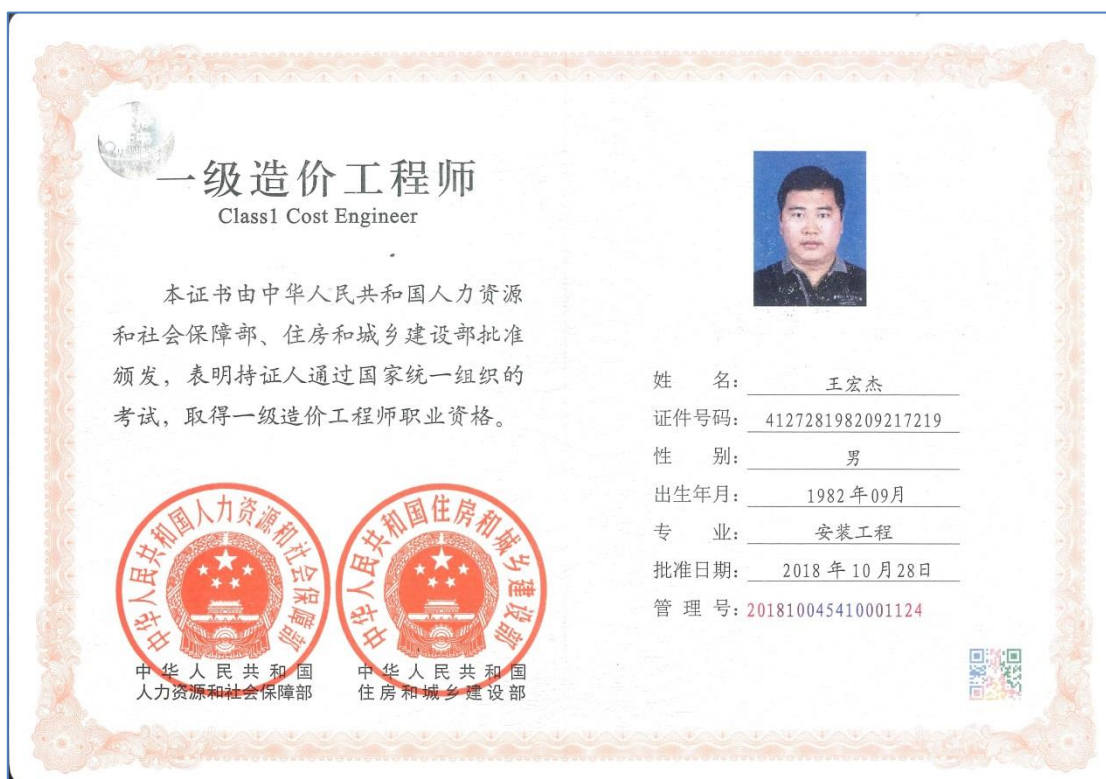 一级造价工程师
Class1 Cost Engineer
本证书由中华人民共和国人力资源
和社会保障部、住房和城乡建设部批准
颁发，表明持证人通过国家统一组织的
考试，取得一级造价工程师职业资格。
中华人民共和国人力资源和社会保障部
中华人民共和国住房和城乡建设部
中华人民共和国
人力资源和社会保障部
中华人民共和国
住房和城乡建设部
姓 名： 王宏杰
证件号码： 412728198209217219
性 别： 男
出生年月： 1982年09月
专 业： 安装工程
批准日期： 2018年10月28日
管 理 号：201810045410001124